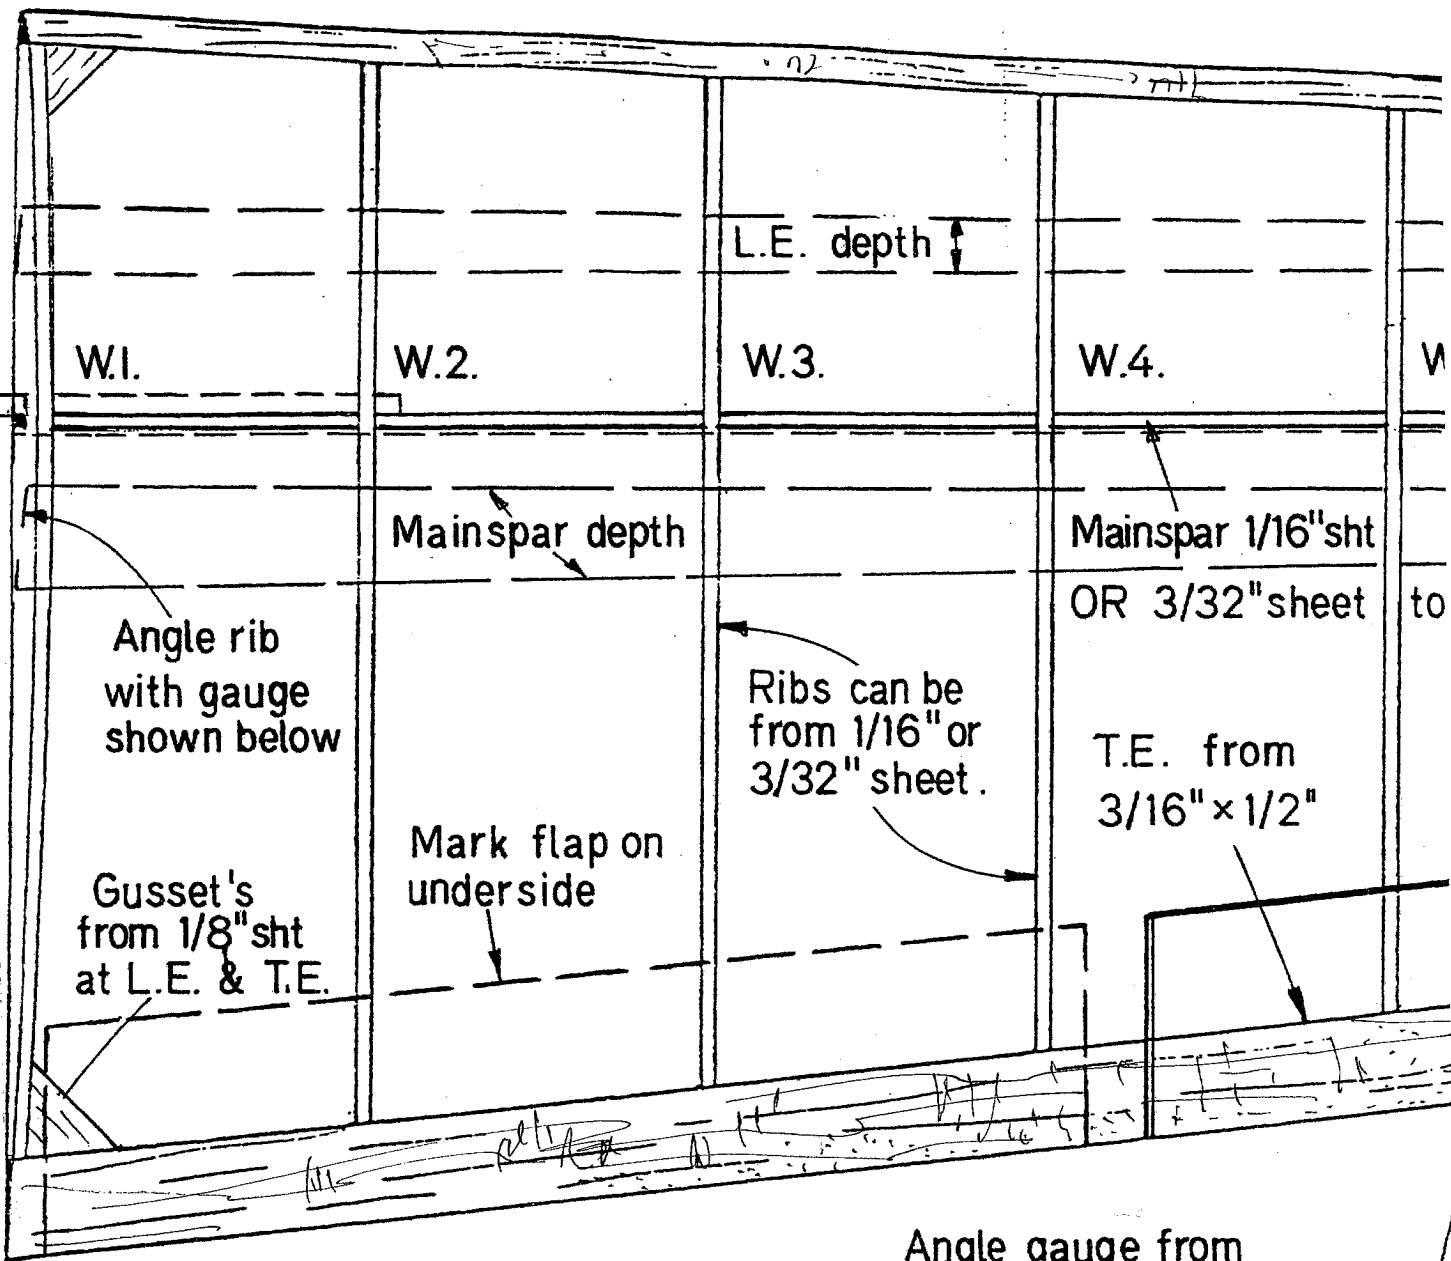 L.E. depth
W.1.
W.2.
W.3.
W.4.
Mainspar depth
Mainspar 1/16"sht
OR 3/32"sheet to
Angle rib
with gauge
shown below
Ribs can be
from 1/16" or
3/32" sheet.
T.E. from
3/16"×1/2"
Mark flap on
underside
Gusset's
from 1/8"sht
at L.E. & T.E.
Angle gauge from